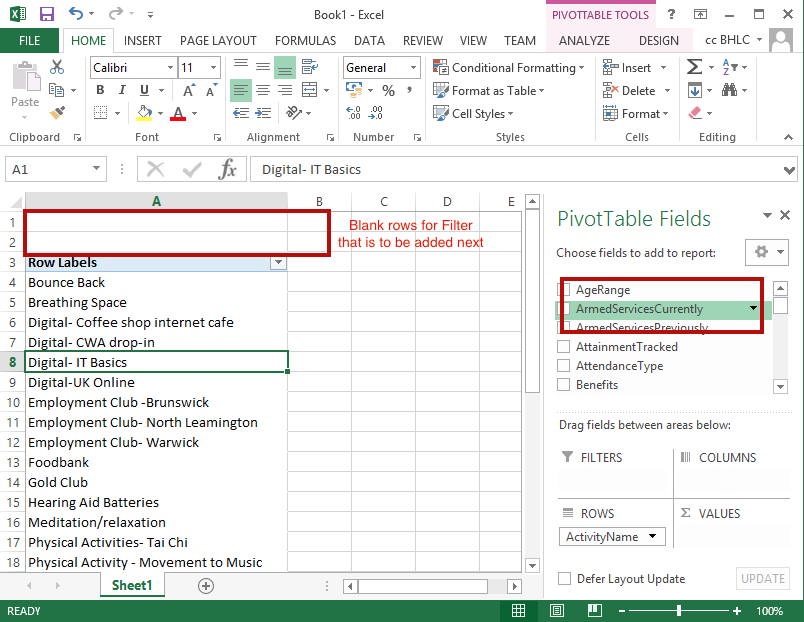 Book1 - Excel
PIVOTTABLE TOOLS
?
FILE HOME INSERT PAGE LAYOUT FORMULAS DATA REVIEW VIEW TEAM ANALYZE DESIGN cc BHLC
Paste
Calibri 11
B I U A A
A
General
% ,
Conditional Formatting
Format as Table
Cell Styles
Insert
Delete
Format
Clipboard Font Alignment Number Styles Cells Editing
A1 fx Digital- IT Basics
A B C D E
1
Blank rows for Filter
2
that is to be added next
3 Row Labels
4 Bounce Back
5 Breathing Space
6 Digital- Coffee shop internet cafe
7 Digital- CWA drop-in
8 Digital- IT Basics
9 Digital-UK Online
10 Employment Club -Brunswick
11 Employment Club- North Leamington
12 Employment Club- Warwick
13 Foodbank
14 Gold Club
15 Hearing Aid Batteries
16 Meditation/relaxation
17 Physical Activities- Tai Chi
18 Physical Activity - Movement to Music
PivotTable Fields
Choose fields to add to report:
AgeRange
ArmedServicesCurrently
ArmedServicesPreviously
AttainmentTracked
AttendanceType
Benefits
Drag fields between areas below:
FILTERS
COLUMNS
ROWS
Σ VALUES
ActivityName
Defer Layout Update
UPDATE
Sheet1
READY
100%